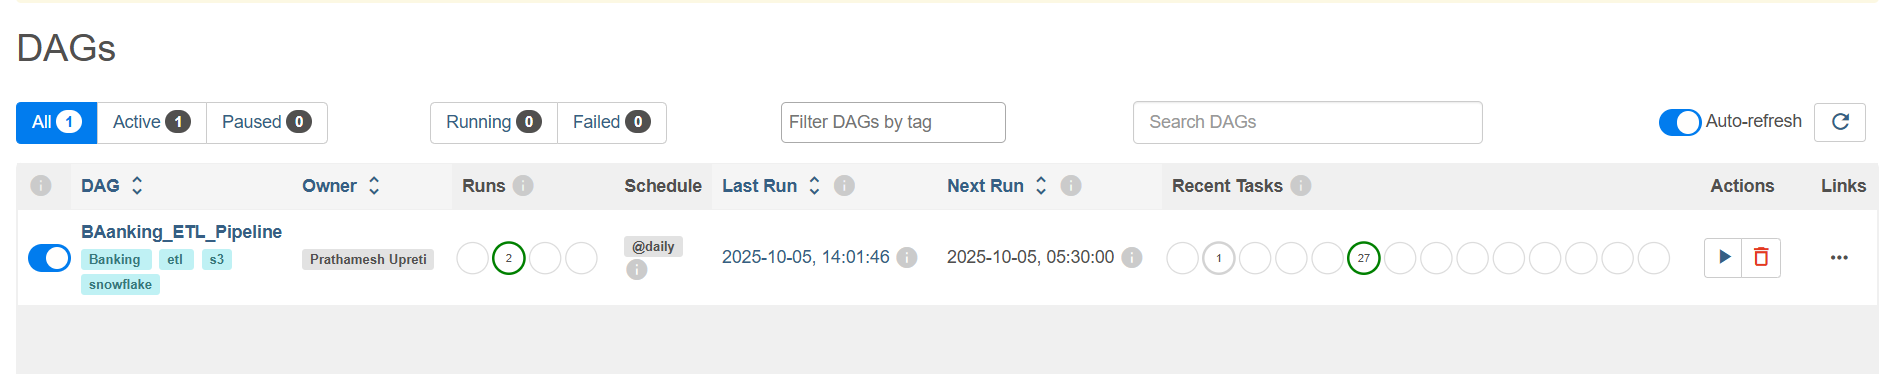 DAGs
All 1 Active 1 Paused 0 Running 0 Failed 0 Filter DAGs by tag Search DAGs Auto-refresh
DAG Owner Runs Schedule Last Run Next Run Recent Tasks Actions Links
BAanking_ETL_Pipeline
Banking etl s3
snowflake
Prathamesh Upreti
2
@daily
2025-10-05, 14:01:46
2025-10-05, 05:30:00
1 27